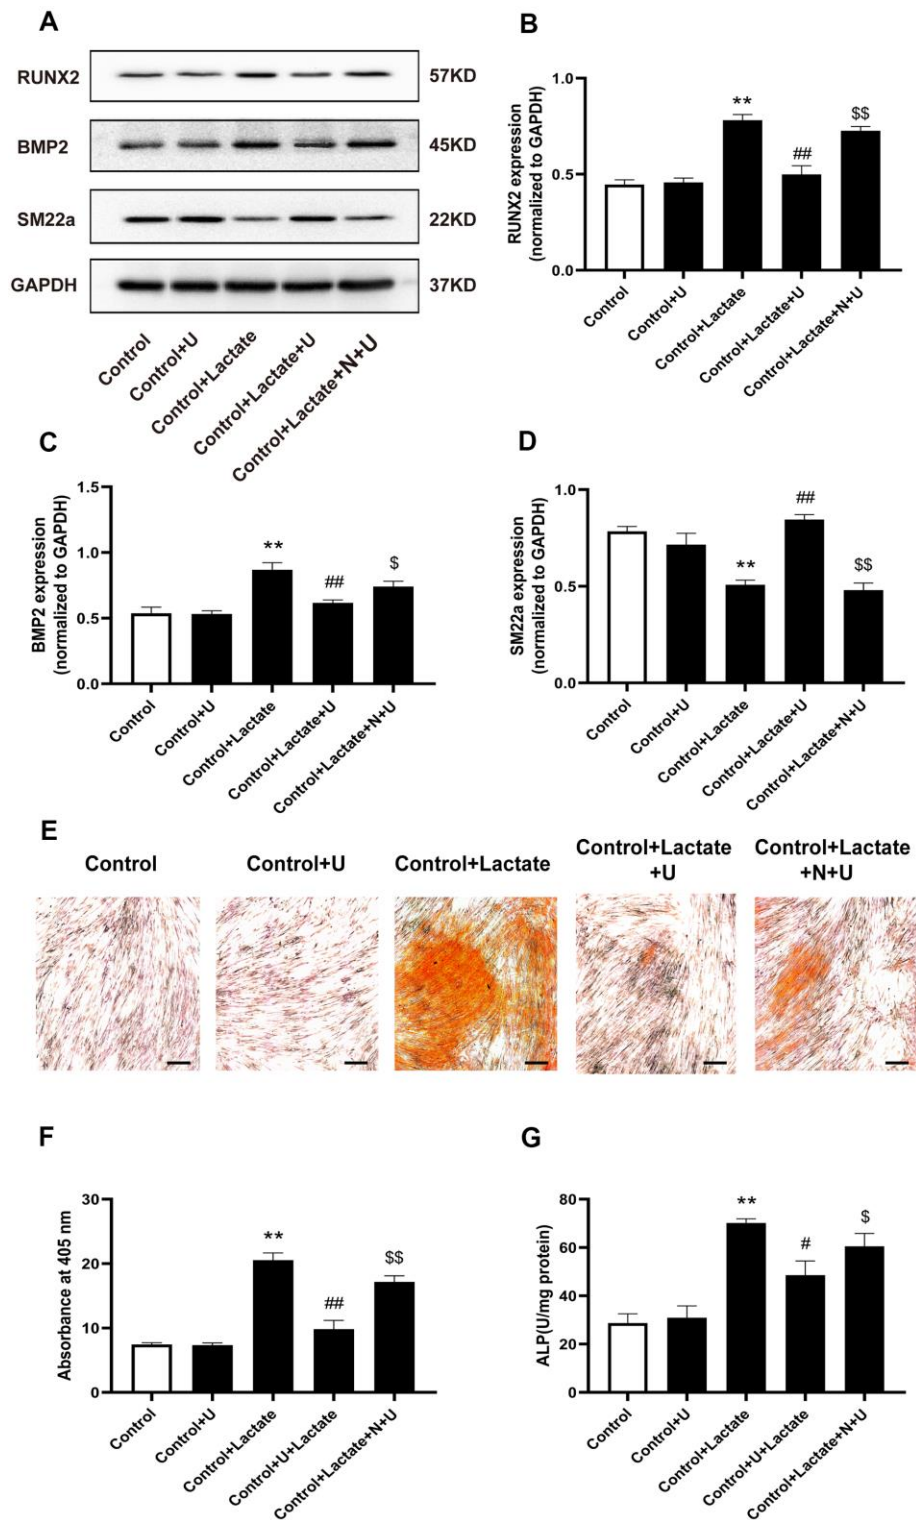 A
RUNX2
57KD
BMP2
45KD
SM22a
22KD
GAPDH
37KD
Control
Control+U
Control+Lactate
Control+Lactate+U
Control+Lactate+N+U
B
RUNX2 expression
(normalized to GAPDH)
1.0
0.5
0.0
**
##
$$
Control
Control+U
Control+Lactate
Control+Lactate+U
Control+Lactate+N+U
C
BMP2 expression
(normalized to GAPDH)
1.5
1.0
0.5
0.0
**
##
$
Control
Control+U
Control+Lactate
Control+Lactate+U
Control+Lactate+N+U
D
SM22a expression
(normalized to GAPDH)
1.0
0.5
0.0
**
##
$$
Control
Control+U
Control+Lactate
Control+Lactate+U
Control+Lactate+N+U
E
Control
Control+U
Control+Lactate
Control+Lactate
+U
Control+Lactate
+N+U
F
Absorbance at 405 nm
30
20
10
0
**
##
$$
Control
Control+U
Control+Lactate
Control+U+Lactate
Control+Lactate+N+U
G
ALP(U/mg protein)
80
60
40
20
0
**
#
$
Control
Control+U
Control+Lactate
Control+U+Lactate
Control+Lactate+N+U